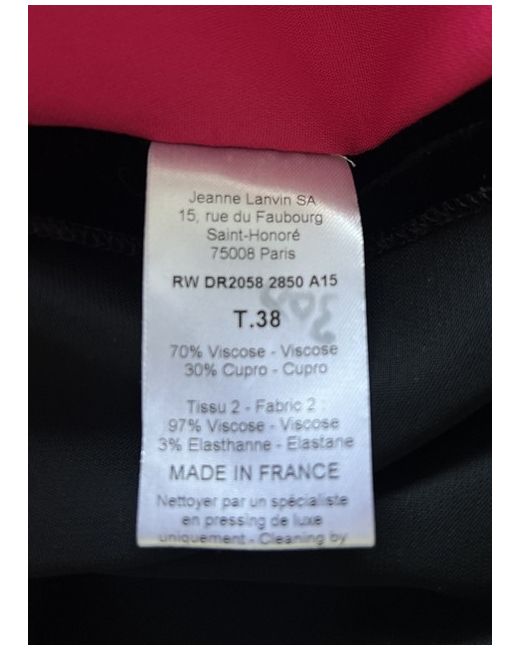 Jeanne Lanvin SA
15, rue du Faubourg
Saint-Honoré
75008 Paris
RW DR2058 2850 A15
T.38
70% Viscose - Viscose
30% Cupro - Cupro
Tissu 2 - Fabric 2 :
97% Viscose - Viscose
3% Elasthanne - Elastane
MADE IN FRANCE
Nettoyer par un spécialiste
en pressing de luxe
uniquement - Cleaning by